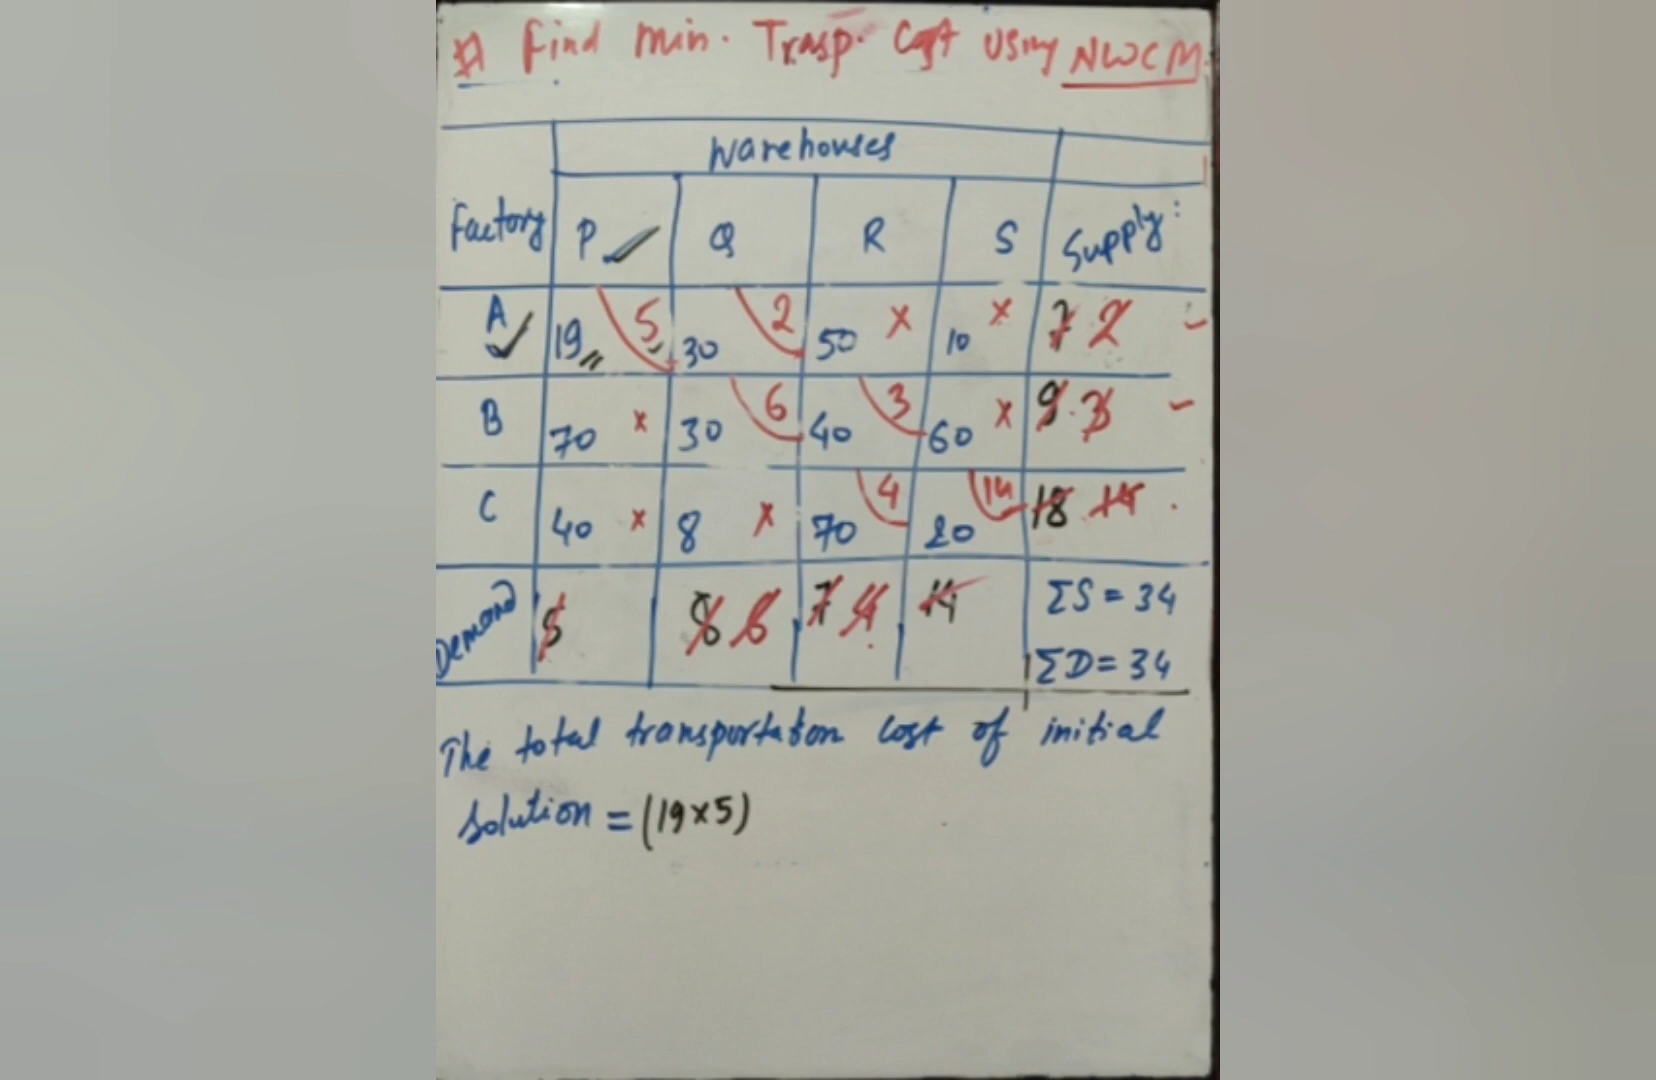 # Find Min. Trasp. Cost Using NWCM.
Warehouses
Factory P Q R S Supply:
A 19 5 30 2 50 × 10 × 7 2
B 70 × 30 6 40 3 60 × 9 3
C 40 × 8 × 70 4 20 14 18 14
Demand 5 8 6 7 4 14 ΣS = 34
ΣD = 34
The total transportation cost of initial
solution = (19×5)